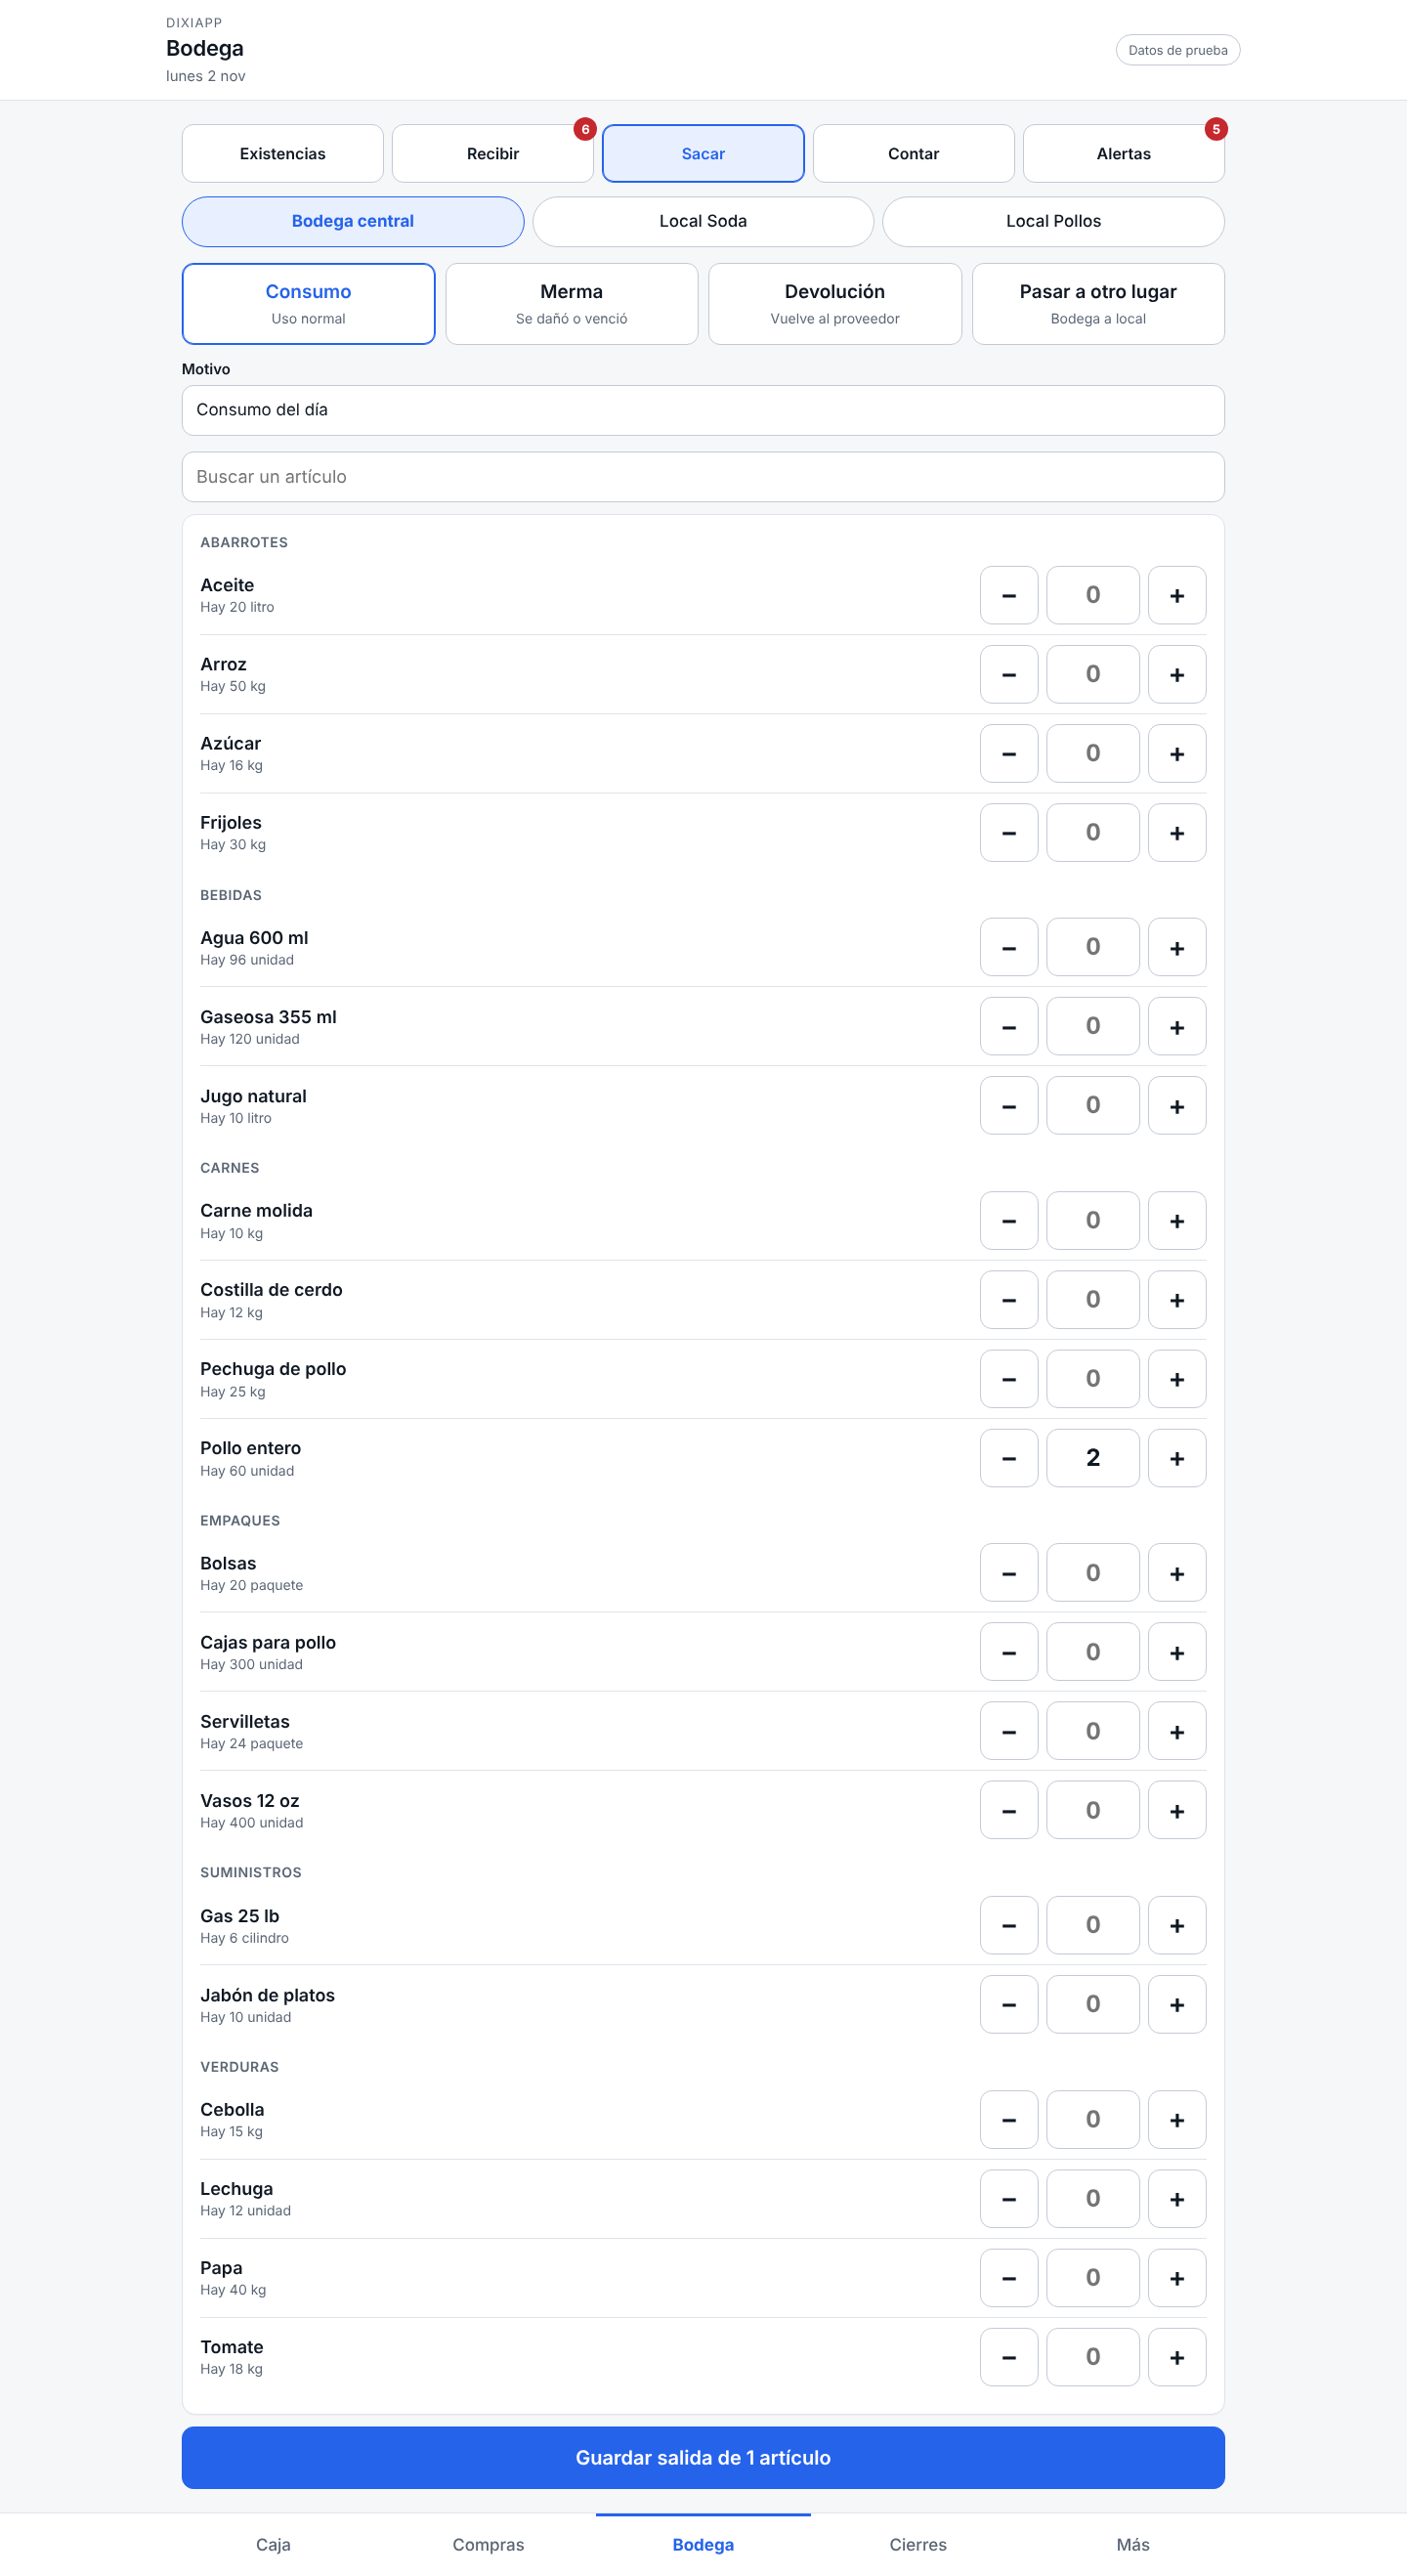 DIXIAPP
Bodega
lunes 2 nov
Datos de prueba
Existencias
Recibir
6
Sacar
Contar
Alertas
5
Bodega central
Local Soda
Local Pollos
Consumo
Uso normal
Merma
Se dañó o venció
Devolución
Vuelve al proveedor
Pasar a otro lugar
Bodega a local
Motivo
Consumo del día
Buscar un artículo
ABARROTES
Aceite
Hay 20 litro
− 0 +
Arroz
Hay 50 kg
− 0 +
Azúcar
Hay 16 kg
− 0 +
Frijoles
Hay 30 kg
− 0 +
BEBIDAS
Agua 600 ml
Hay 96 unidad
− 0 +
Gaseosa 355 ml
Hay 120 unidad
− 0 +
Jugo natural
Hay 10 litro
− 0 +
CARNES
Carne molida
Hay 10 kg
− 0 +
Costilla de cerdo
Hay 12 kg
− 0 +
Pechuga de pollo
Hay 25 kg
− 0 +
Pollo entero
Hay 60 unidad
− 2 +
EMPAQUES
Bolsas
Hay 20 paquete
− 0 +
Cajas para pollo
Hay 300 unidad
− 0 +
Servilletas
Hay 24 paquete
− 0 +
Vasos 12 oz
Hay 400 unidad
− 0 +
SUMINISTROS
Gas 25 lb
Hay 6 cilindro
− 0 +
Jabón de platos
Hay 10 unidad
− 0 +
VERDURAS
Cebolla
Hay 15 kg
− 0 +
Lechuga
Hay 12 unidad
− 0 +
Papa
Hay 40 kg
− 0 +
Tomate
Hay 18 kg
− 0 +
Guardar salida de 1 artículo
Caja
Compras
Bodega
Cierres
Más